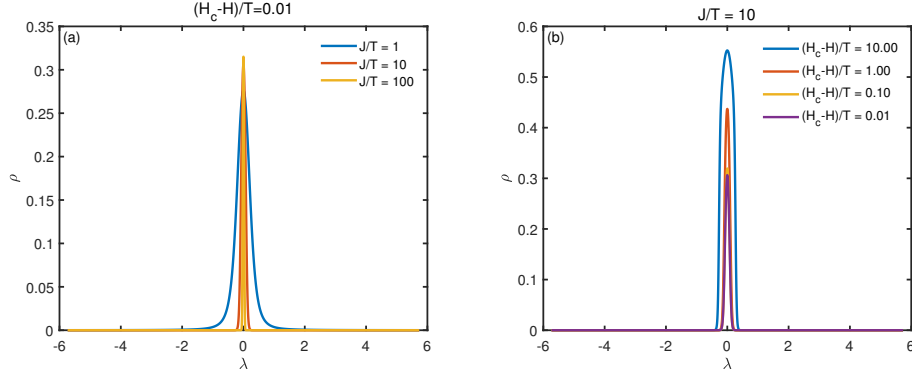 (H_c-H)/T=0.01
(a)
J/T = 1
J/T = 10
J/T = 100
0.35
0.3
0.25
0.2
0.15
0.1
0.05
0
ρ
-6 -4 -2 0 2 4 6
λ
J/T = 10
(b)
(H_c-H)/T = 10.00
(H_c-H)/T = 1.00
(H_c-H)/T = 0.10
(H_c-H)/T = 0.01
0.6
0.5
0.4
0.3
0.2
0.1
0
ρ
-6 -4 -2 0 2 4 6
λ